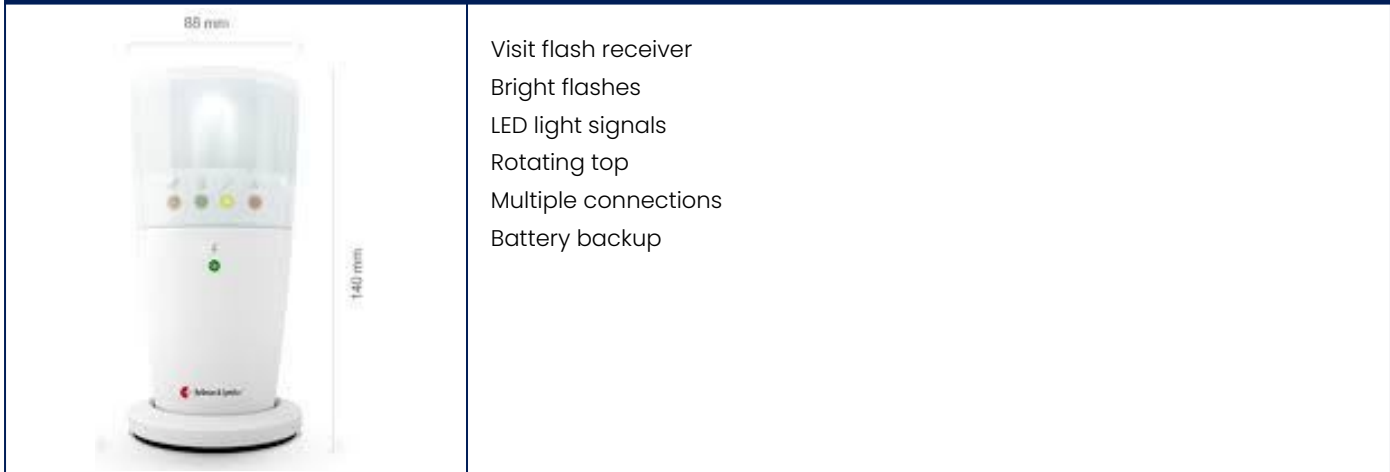 88 mm
140 mm
Visit flash receiver
Bright flashes
LED light signals
Rotating top
Multiple connections
Battery backup